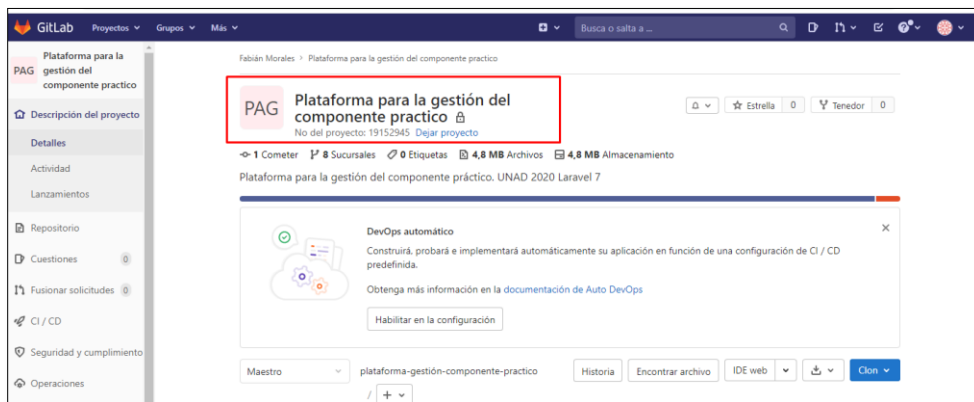 GitLab Proyectos Grupos Más Busca o salta a ...
PAG
Plataforma para la
gestión del
componente practico
Descripción del proyecto
Detalles
Actividad
Lanzamientos
Repositorio
Cuestiones 0
Fusionar solicitudes 0
CI / CD
Seguridad y cumplimiento
Operaciones
Fabián Morales > Plataforma para la gestión del componente practico
PAG
Plataforma para la gestión del
componente practico
No del proyecto: 19152945 Dejar proyecto
Estrella 0 Tenedor 0
1 Cometer 8 Sucursales 0 Etiquetas 4,8 MB Archivos 4,8 MB Almacenamiento
Plataforma para la gestión del componente práctico. UNAD 2020 Laravel 7
DevOps automático
Construirá, probará e implementará automáticamente su aplicación en función de una configuración de CI / CD
predefinida.
Obtenga más información en la documentación de Auto DevOps
Habilitar en la configuración
Maestro plataforma-gestión-componente-practico
/ +
Historia Encontrar archivo IDE web Clon